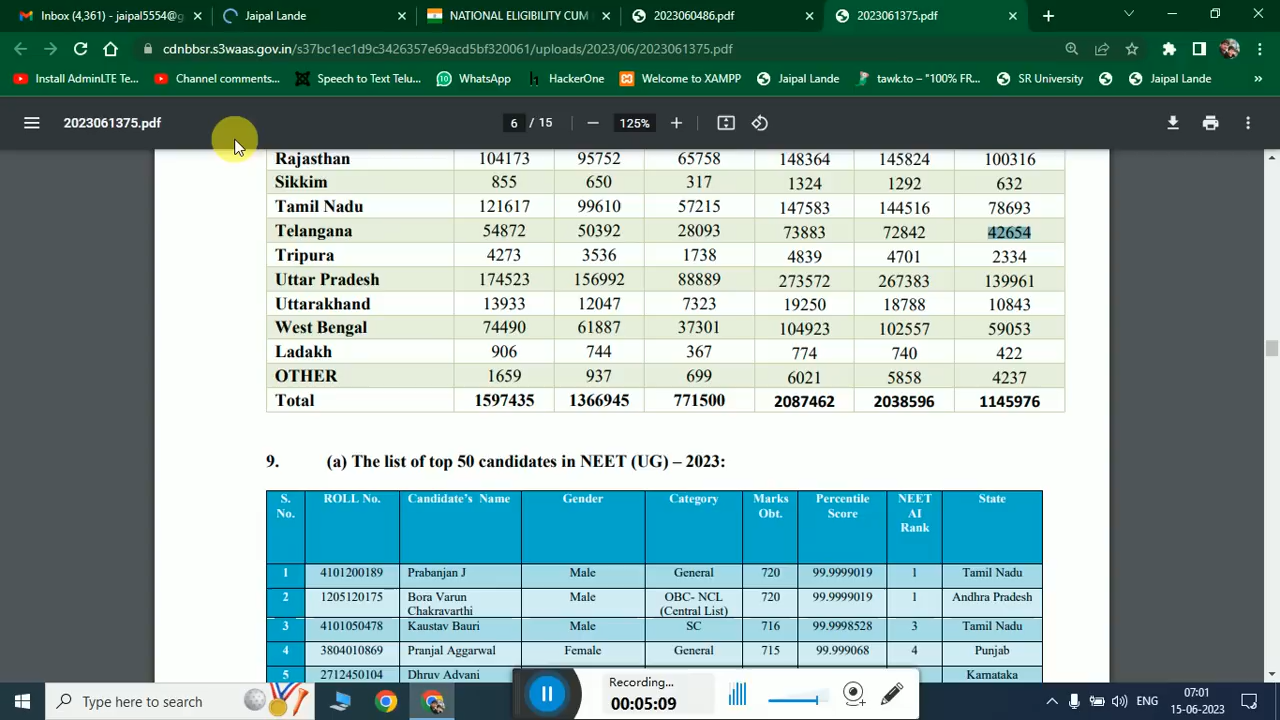 Inbox (4,361) - jaipal5554@g
Jaipal Lande
NATIONAL ELIGIBILITY CUM
2023060486.pdf
2023061375.pdf
cdnbbsr.s3waas.gov.in/s37bc1ec1d9c3426357e69acd5bf320061/uploads/2023/06/2023061375.pdf
Install AdminLTE Te...
Channel comments...
Speech to Text Telu...
WhatsApp
HackerOne
Welcome to XAMPP
Jaipal Lande
tawk.to – "100% FR...
SR University
Jaipal Lande
»
2023061375.pdf
6 / 15
125%
Rajasthan 104173 95752 65758 148364 145824 100316
Sikkim 855 650 317 1324 1292 632
Tamil Nadu 121617 99610 57215 147583 144516 78693
Telangana 54872 50392 28093 73883 72842 42654
Tripura 4273 3536 1738 4839 4701 2334
Uttar Pradesh 174523 156992 88889 273572 267383 139961
Uttarakhand 13933 12047 7323 19250 18788 10843
West Bengal 74490 61887 37301 104923 102557 59053
Ladakh 906 744 367 774 740 422
OTHER 1659 937 699 6021 5858 4237
Total 1597435 1366945 771500 2087462 2038596 1145976
9. (a) The list of top 50 candidates in NEET (UG) – 2023:
S. No. ROLL No. Candidate's Name Gender Category Marks Obt. Percentile Score NEET AI Rank State
1 4101200189 Prabanjan J Male General 720 99.9999019 1 Tamil Nadu
2 1205120175 Bora Varun Chakravarthi Male OBC- NCL (Central List) 720 99.9999019 1 Andhra Pradesh
3 4101050478 Kaustav Bauri Male SC 716 99.9998528 3 Tamil Nadu
4 3804010869 Pranjal Aggarwal Female General 715 99.999068 4 Punjab
5 2712450104 Dhruv Advani Karnataka
Recording...
00:05:09
Type here to search
ENG
07:01
15-06-2023